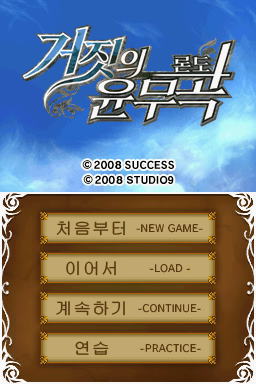 거짓의
론도
윤무곡
© 2008 SUCCESS
© 2008 STUDIO9
처음부터 -NEW GAME-
이어서 -LOAD -
계속하기 -CONTINUE-
연습 -PRACTICE-